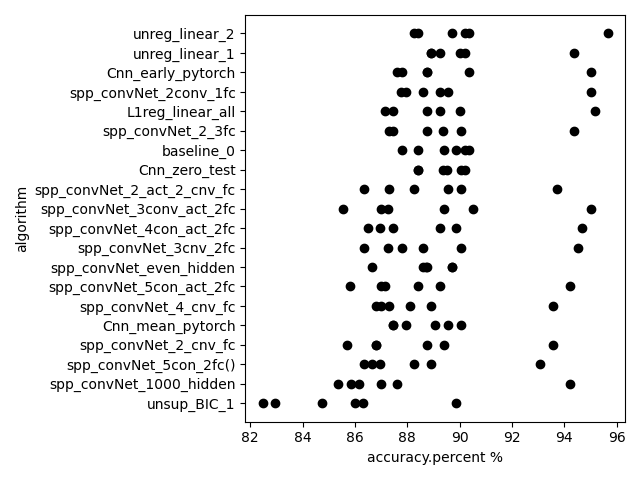 unreg_linear_2
unreg_linear_1
Cnn_early_pytorch
spp_convNet_2conv_1fc
L1reg_linear_all
spp_convNet_2_3fc
baseline_0
Cnn_zero_test
spp_convNet_2_act_2_cnv_fc
spp_convNet_3conv_act_2fc
spp_convNet_4con_act_2fc
spp_convNet_3cnv_2fc
spp_convNet_even_hidden
spp_convNet_5con_act_2fc
spp_convNet_4_cnv_fc
Cnn_mean_pytorch
spp_convNet_2_cnv_fc
spp_convNet_5con_2fc()
spp_convNet_1000_hidden
unsup_BIC_1
algorithm
82 84 86 88 90 92 94 96
accuracy.percent %